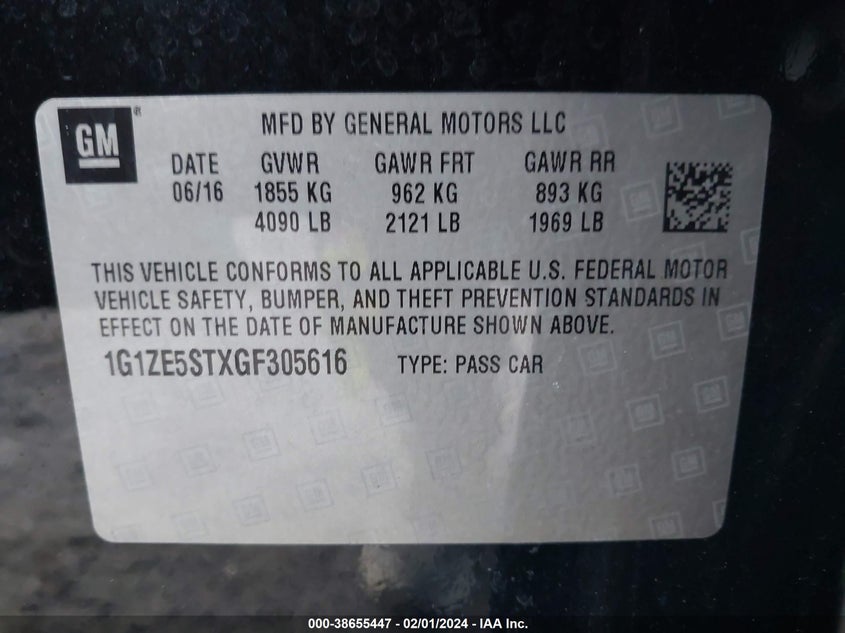 GM
®
MFD BY GENERAL MOTORS LLC
DATE GVWR GAWR FRT GAWR RR
06/16 1855 KG 962 KG 893 KG
4090 LB 2121 LB 1969 LB
THIS VEHICLE CONFORMS TO ALL APPLICABLE U.S. FEDERAL MOTOR
VEHICLE SAFETY, BUMPER, AND THEFT PREVENTION STANDARDS IN
EFFECT ON THE DATE OF MANUFACTURE SHOWN ABOVE.
1G1ZE5STXGF305616 TYPE: PASS CAR
000-38655447 - 02/01/2024 - IAA Inc.